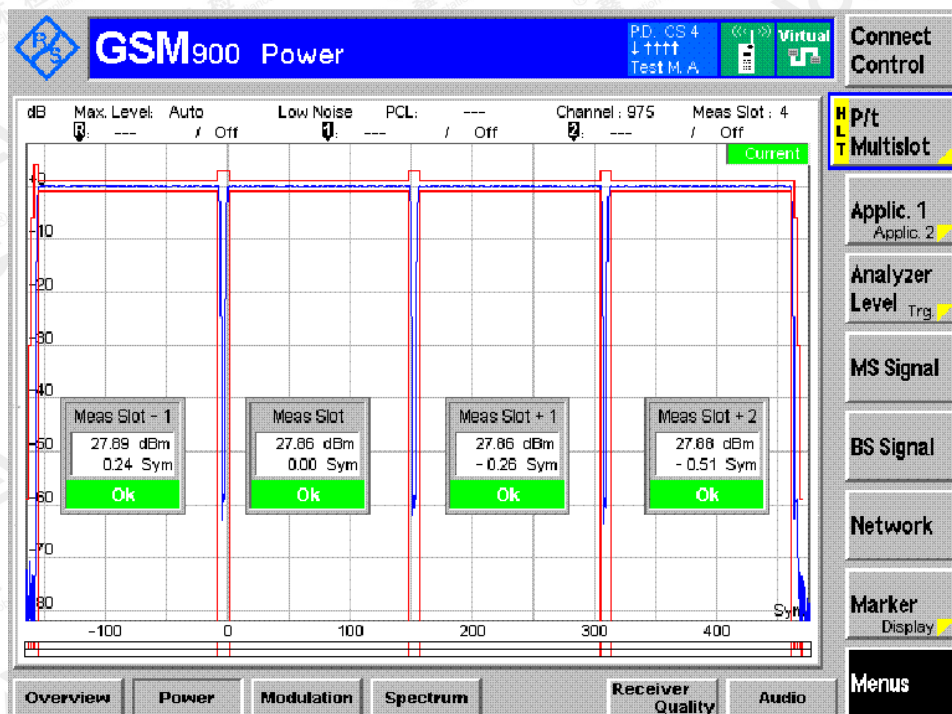 R&S
GSM900 Power
P.D. CS 4
↓ ↑↑↑↑
Test M. A.
Virtual
Connect Control
dB Max. Level: Auto Low Noise PCL: --- Channel : 975 Meas Slot : 4
R: --- / Off 1: --- / Off 2: --- / Off
HLT
P/t Multislot
Current
+0
-10
-20
-30
-40
-50
-60
-70
-80
Applic. 1
Applic. 2
Analyzer Level Trg.
MS Signal
BS Signal
Network
Marker
Display
Menus
Meas Slot - 1
27.89 dBm
0.24 Sym
Ok
Meas Slot
27.86 dBm
0.00 Sym
Ok
Meas Slot + 1
27.86 dBm
- 0.26 Sym
Ok
Meas Slot + 2
27.88 dBm
- 0.51 Sym
Ok
Sym
-100 0 100 200 300 400
Overview Power Modulation Spectrum Receiver Quality Audio